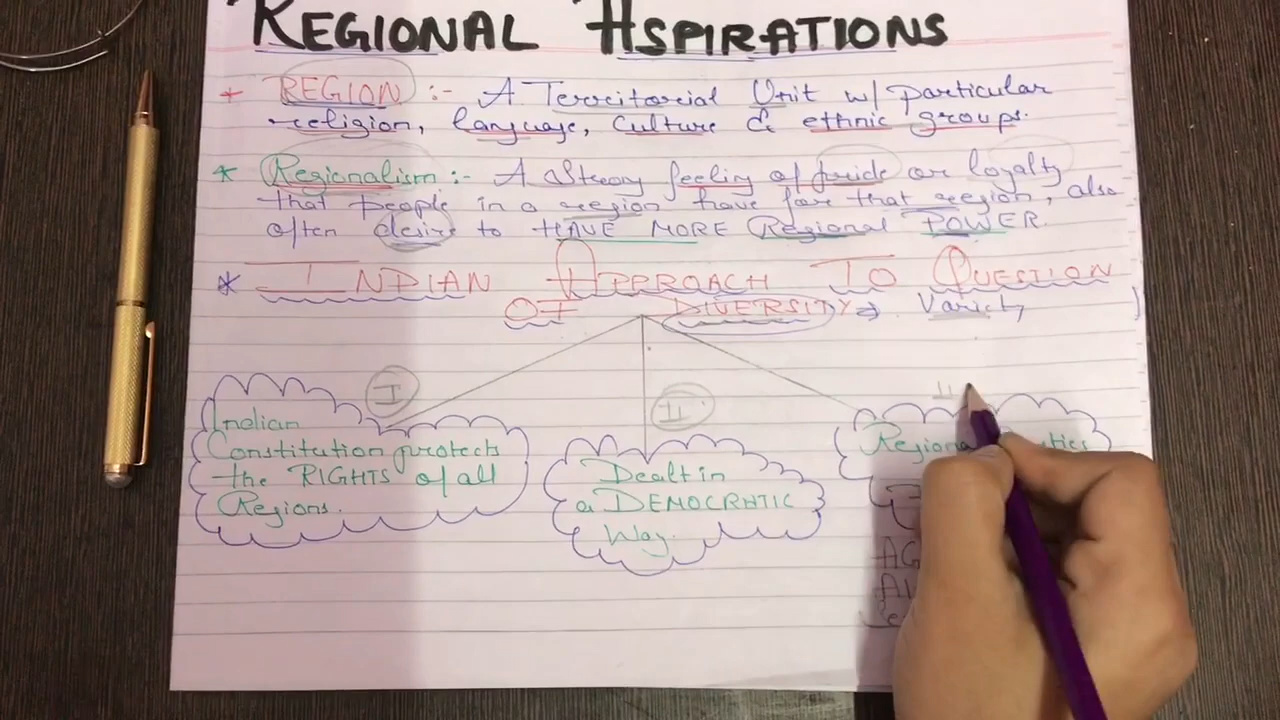 REGIONAL ASPIRATIONS
* REGION :- A Territorial Unit w/ particular
religion, language, Culture & ethnic groups.
* Regionalism :- A Strong feeling of pride or loyalty
that people in a region have for that region, also
often desire to HAVE MORE Regional POWER.
* INDIAN APPROACH TO QUESTION
OF DIVERSITY → Variety
I
II
Indian
Constitution protects
the RIGHTS of all
Regions.
Dealt in
a DEMOCRATIC
Way.